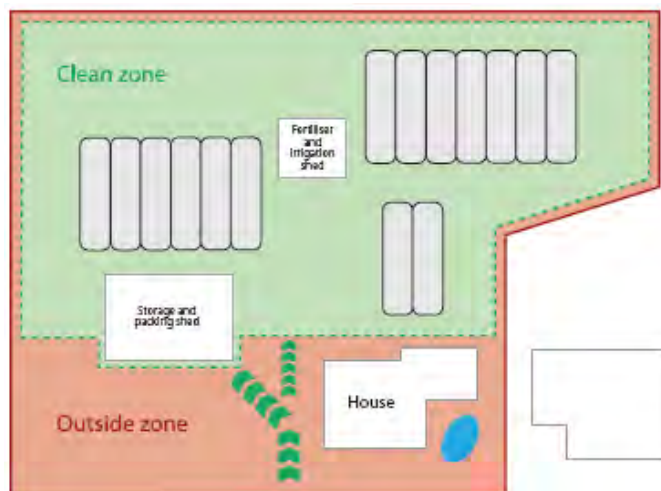 Clean zone
Fertiliser
and
irrigation
shed
Storage and
packing shed
House
Outside zone